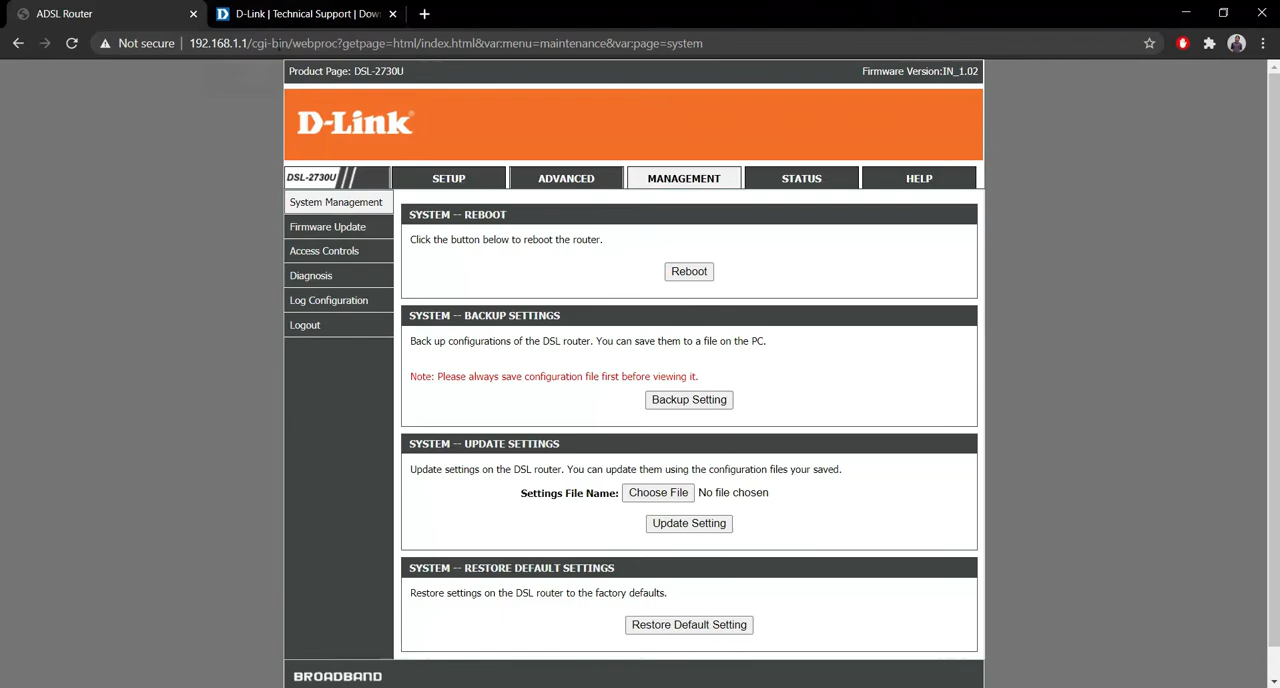 ADSL Router
D-Link | Technical Support | Dow
Not secure 192.168.1.1/cgi-bin/webproc?getpage=html/index.html&var:menu=maintenance&var:page=system
Product Page: DSL-2730U
Firmware Version:IN_1.02
D-Link
DSL-2730U
SETUP
ADVANCED
MANAGEMENT
STATUS
HELP
System Management
Firmware Update
Access Controls
Diagnosis
Log Configuration
Logout
SYSTEM -- REBOOT
Click the button below to reboot the router.
Reboot
SYSTEM -- BACKUP SETTINGS
Back up configurations of the DSL router. You can save them to a file on the PC.
Note: Please always save configuration file first before viewing it.
Backup Setting
SYSTEM -- UPDATE SETTINGS
Update settings on the DSL router. You can update them using the configuration files your saved.
Settings File Name: Choose File No file chosen
Update Setting
SYSTEM -- RESTORE DEFAULT SETTINGS
Restore settings on the DSL router to the factory defaults.
Restore Default Setting
BROADBAND